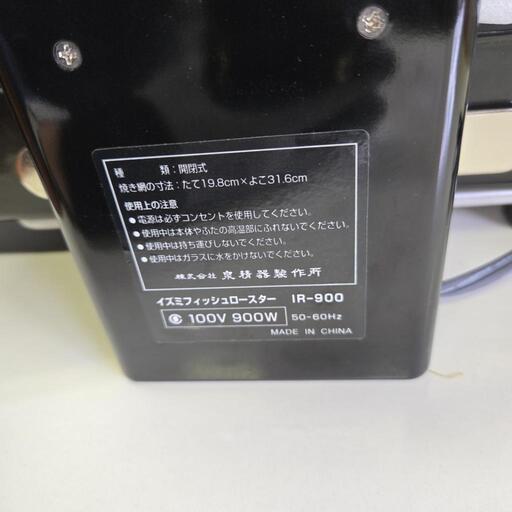 種 類：開閉式
焼き網の寸法：たて19.8cm×よこ31.6cm
使用上の注意
●電源は必ずコンセントを使用してください。
●使用中は本体やふたの高温部にふれないでください。
●使用中は持ち運びしないでください。
●使用中はガラスに水をかけないでください。
株式会社 泉精器製作所
イズミフィッシュロースター IR-900
100V 900W 50-60Hz
MADE IN CHINA